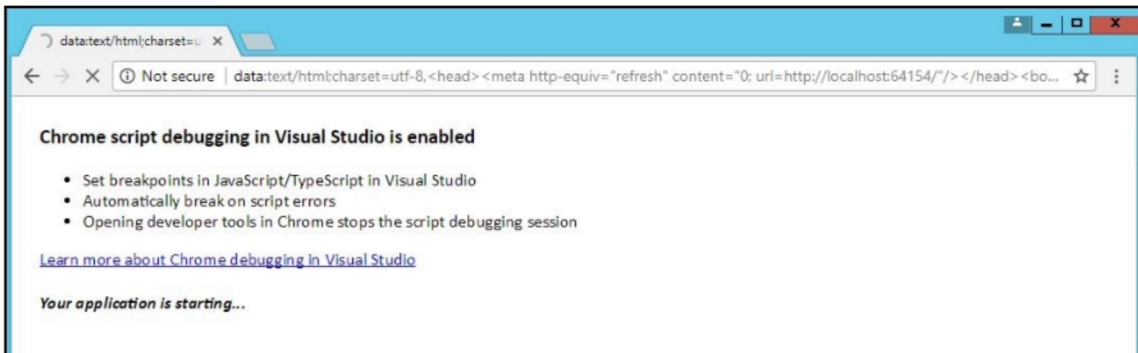 data:text/html;charset=u
Not secure | data:text/html;charset=utf-8,<head><meta http-equiv="refresh" content="0; url=http://localhost:64154/"/></head><bo...
Chrome script debugging in Visual Studio is enabled
• Set breakpoints in JavaScript/TypeScript in Visual Studio
• Automatically break on script errors
• Opening developer tools in Chrome stops the script debugging session
Learn more about Chrome debugging in Visual Studio
Your application is starting...